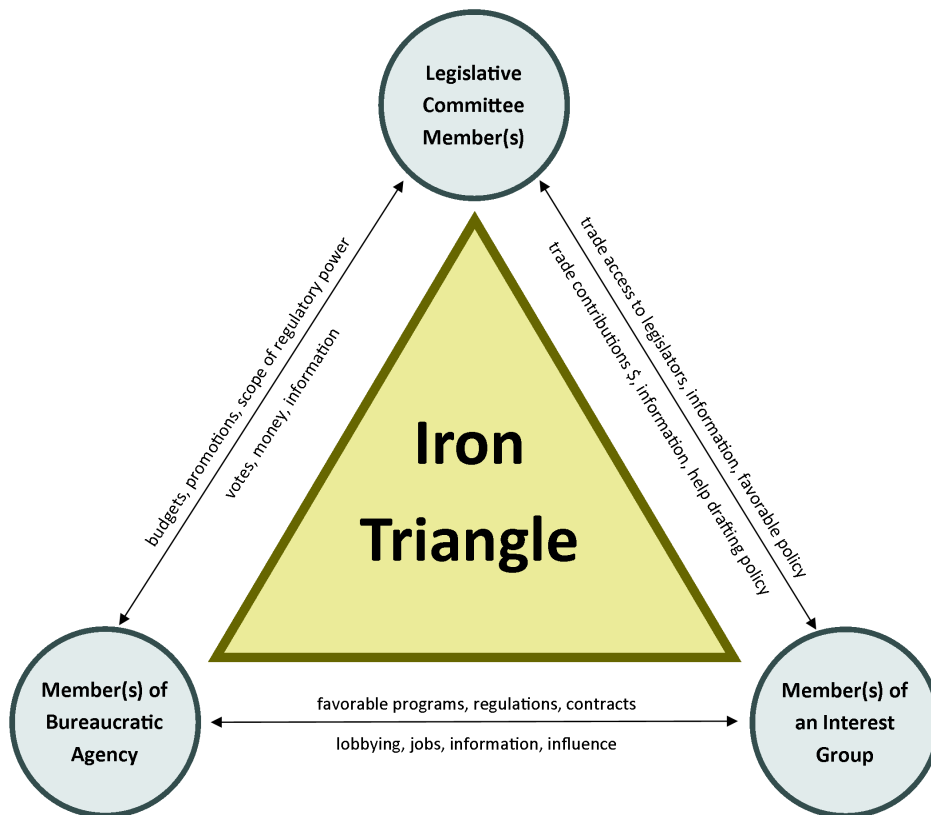 Legislative
Committee
Member(s)
budgets, promotions, scope of regulatory power
votes, money, information
trade access to legislators, information, favorable policy
trade contributions $, information, help drafting policy
Iron
Triangle
Member(s) of
Bureaucratic
Agency
favorable programs, regulations, contracts
lobbying, jobs, information, influence
Member(s) of
an Interest
Group